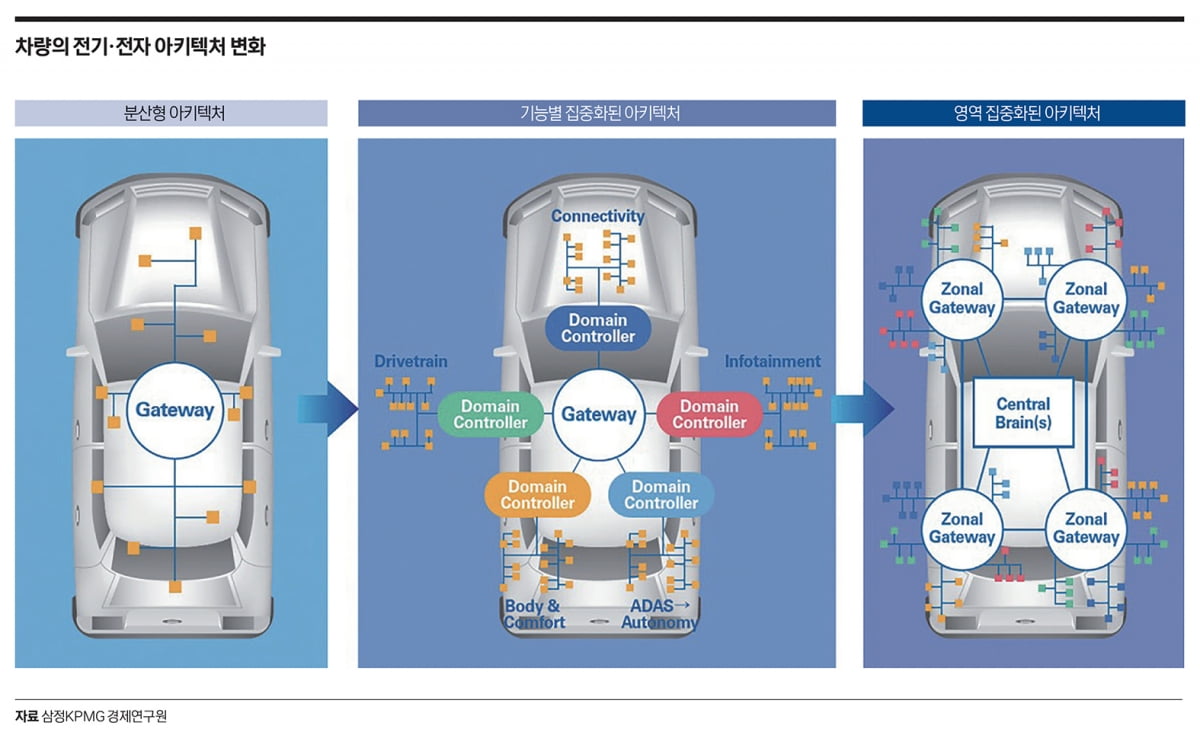 차량의 전기·전자 아키텍처 변화
분산형 아키텍처
Gateway
기능별 집중화된 아키텍처
Connectivity
Domain
Controller
Drivetrain
Domain
Controller
Gateway
Infotainment
Domain
Controller
Domain
Controller
Domain
Controller
Body &
Comfort
ADAS→
Autonomy
영역 집중화된 아키텍처
Zonal
Gateway
Zonal
Gateway
Central
Brain(s)
Zonal
Gateway
Zonal
Gateway
자료 삼정KPMG 경제연구원